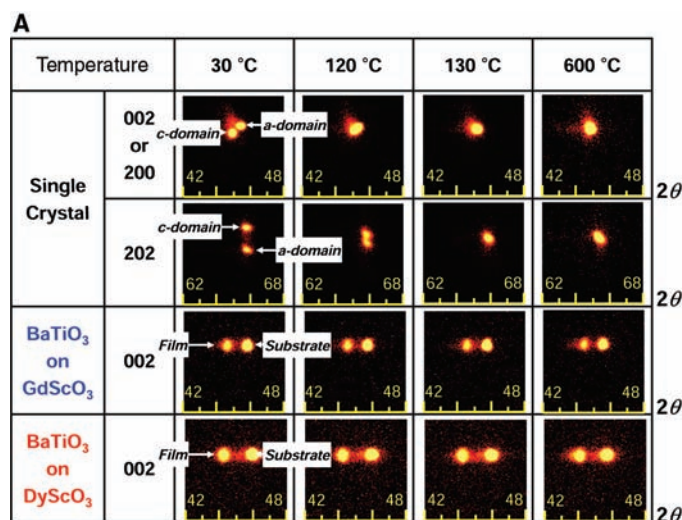 A
Temperature 30 °C 120 °C 130 °C 600 °C
Single
Crystal
002
or
200
c-domain a-domain
42 48 42 48 42 48 42 48 2θ
202
c-domain
a-domain
62 68 62 68 62 68 62 68 2θ
BaTiO₃
on
GdScO₃
002
Film Substrate
42 48 42 48 42 48 42 48 2θ
BaTiO₃
on
DyScO₃
002
Film Substrate
42 48 42 48 42 48 42 48 2θ